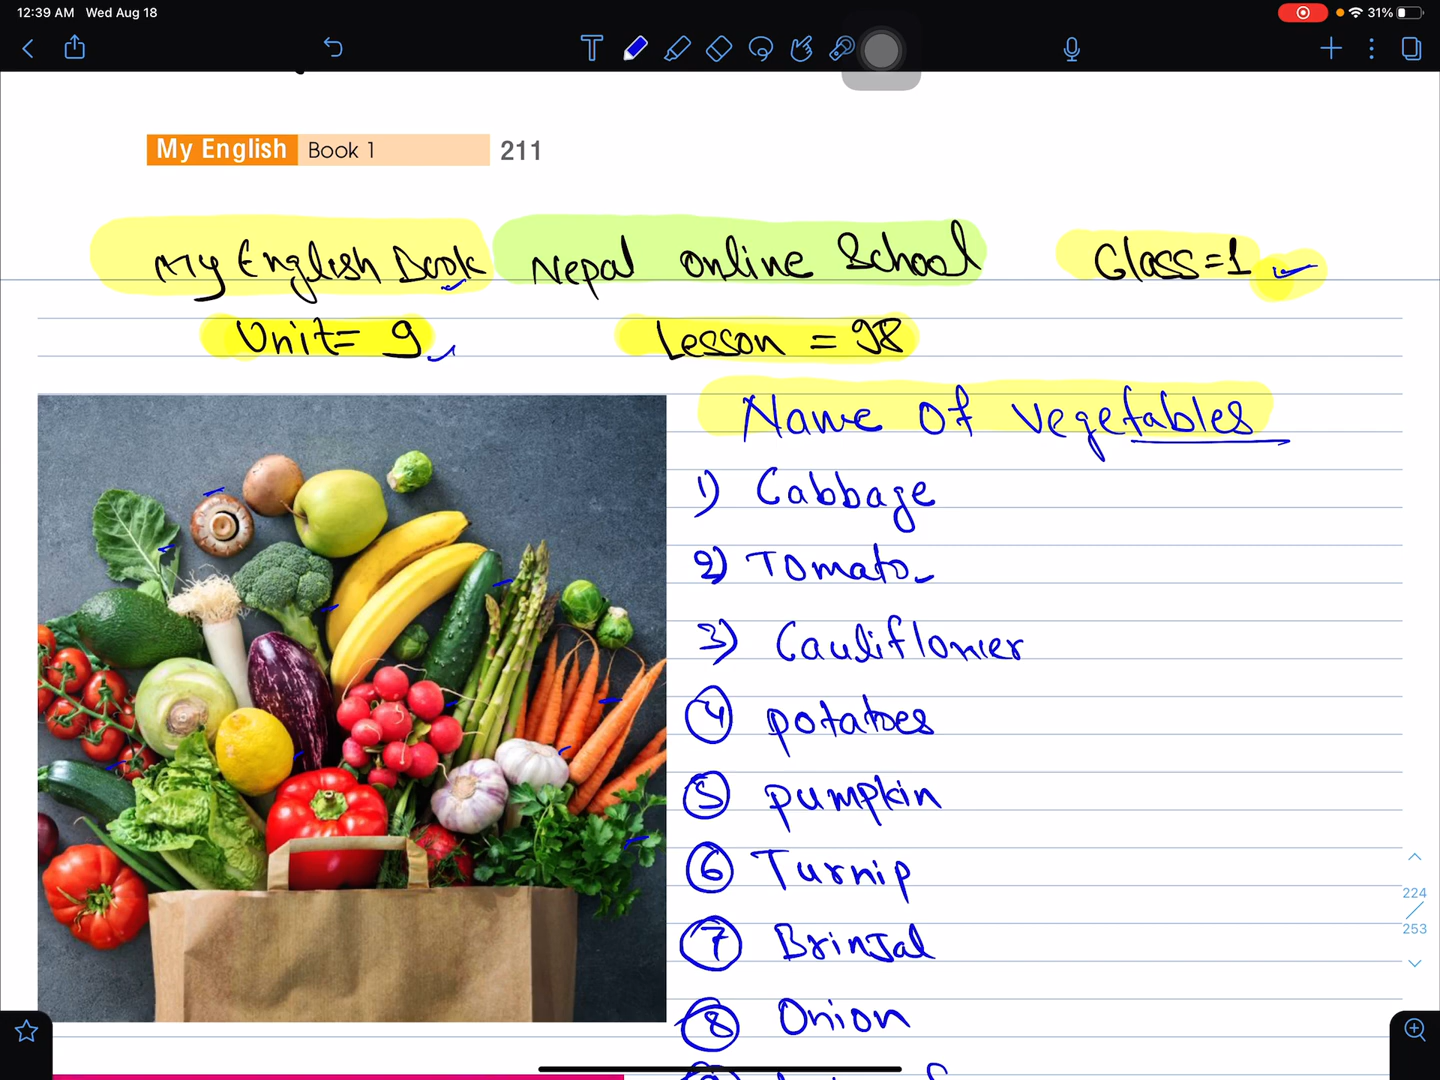 12:39 AM Wed Aug 18
31%
My English Book 1 211
My English Book Nepal Online School Class=1
Unit= 9 Lesson = 98
Name Of Vegetables
1) Cabbage
2) Tomato
3) Cauliflower
4 potatoes
5 pumpkin
6 Turnip
7 Brinjal
8 Onion
224
253